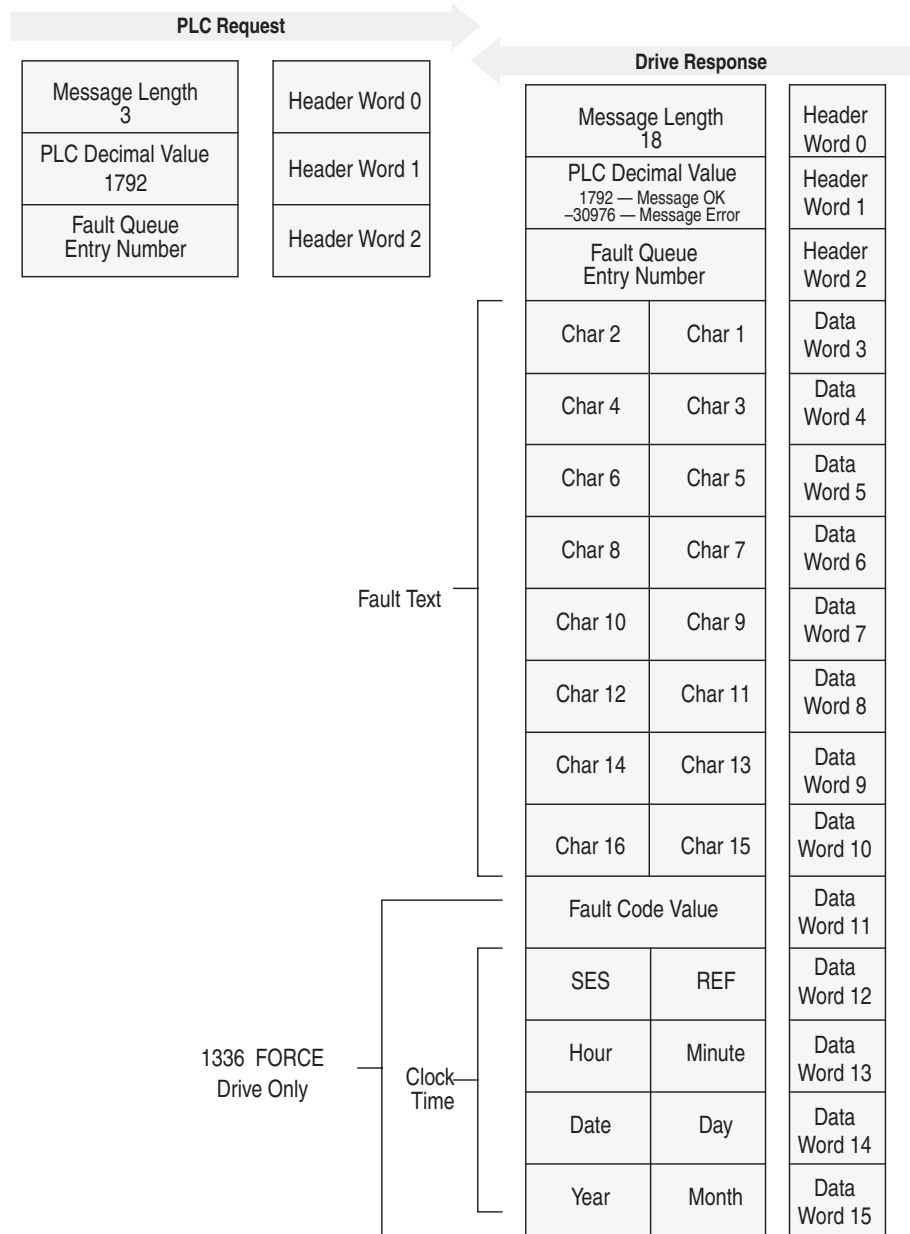 PLC Request
Drive Response
Message Length
3
Header Word 0
PLC Decimal Value
1792
Header Word 1
Fault Queue
Entry Number
Header Word 2
Message Length
18
Header
Word 0
PLC Decimal Value
1792 — Message OK
–30976 — Message Error
Header
Word 1
Fault Queue
Entry Number
Header
Word 2
Char 2
Char 1
Data
Word 3
Char 4
Char 3
Data
Word 4
Char 6
Char 5
Data
Word 5
Char 8
Char 7
Data
Word 6
Fault Text
Char 10
Char 9
Data
Word 7
Char 12
Char 11
Data
Word 8
Char 14
Char 13
Data
Word 9
Char 16
Char 15
Data
Word 10
Fault Code Value
Data
Word 11
SES
REF
Data
Word 12
1336 FORCE
Drive Only
Clock
Time
Hour
Minute
Data
Word 13
Date
Day
Data
Word 14
Year
Month
Data
Word 15